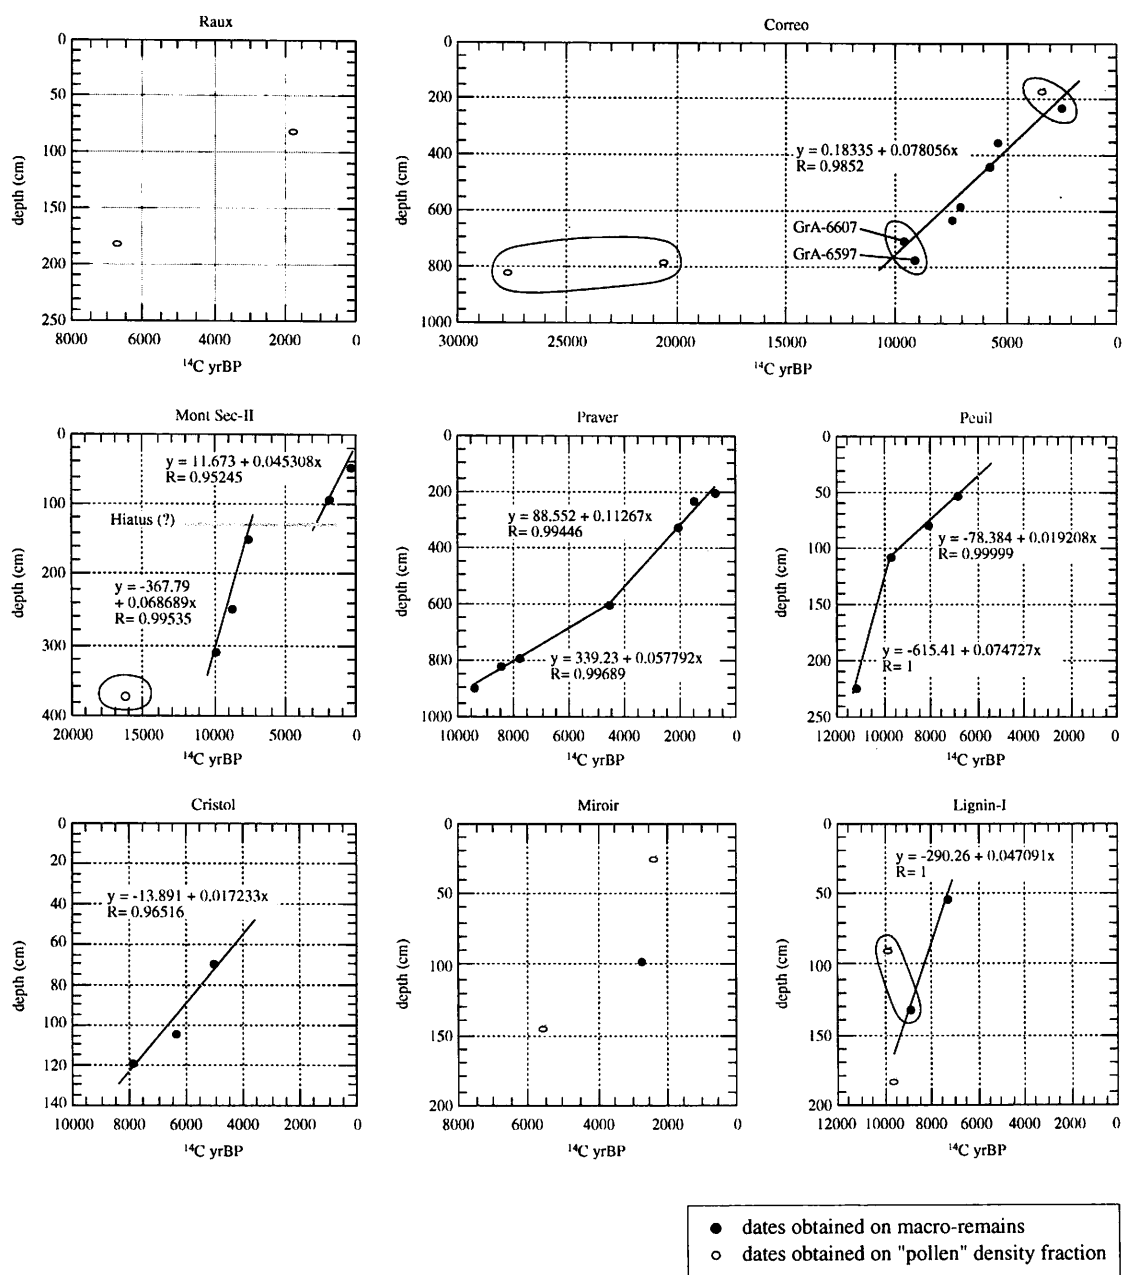 Raux
0
50
100
150
200
250
depth (cm)
8000 6000 4000 2000 0
14C yrBP
Correo
0
200
400
600
800
1000
depth (cm)
y = 0.18335 + 0.078056x
R= 0.9852
GrA-6607
GrA-6597
30000 25000 20000 15000 10000 5000 0
14C yrBP
Mont Sec-II
0
100
200
300
400
depth (cm)
y = 11.673 + 0.045308x
R= 0.95245
Hiatus (?)
y = -367.79
+ 0.068689x
R= 0.99535
20000 15000 10000 5000 0
14C yrBP
Praver
0
200
400
600
800
1000
depth (cm)
y = 88.552 + 0.11267x
R= 0.99446
y = 339.23 + 0.057792x
R= 0.99689
10000 8000 6000 4000 2000 0
14C yrBP
Peuil
0
50
100
150
200
250
depth (cm)
y = -78.384 + 0.019208x
R= 0.99999
y = -615.41 + 0.074727x
R= 1
12000 10000 8000 6000 4000 2000 0
14C yrBP
Cristol
0
20
40
60
80
100
120
140
depth (cm)
y = -13.891 + 0.017233x
R= 0.96516
10000 8000 6000 4000 2000 0
14C yrBP
Miroir
0
50
100
150
200
depth (cm)
8000 6000 4000 2000 0
14C yrBP
Lignin-I
0
50
100
150
200
depth (cm)
y = -290.26 + 0.047091x
R= 1
12000 10000 8000 6000 4000 2000 0
14C yrBP
dates obtained on macro-remains
dates obtained on "pollen" density fraction